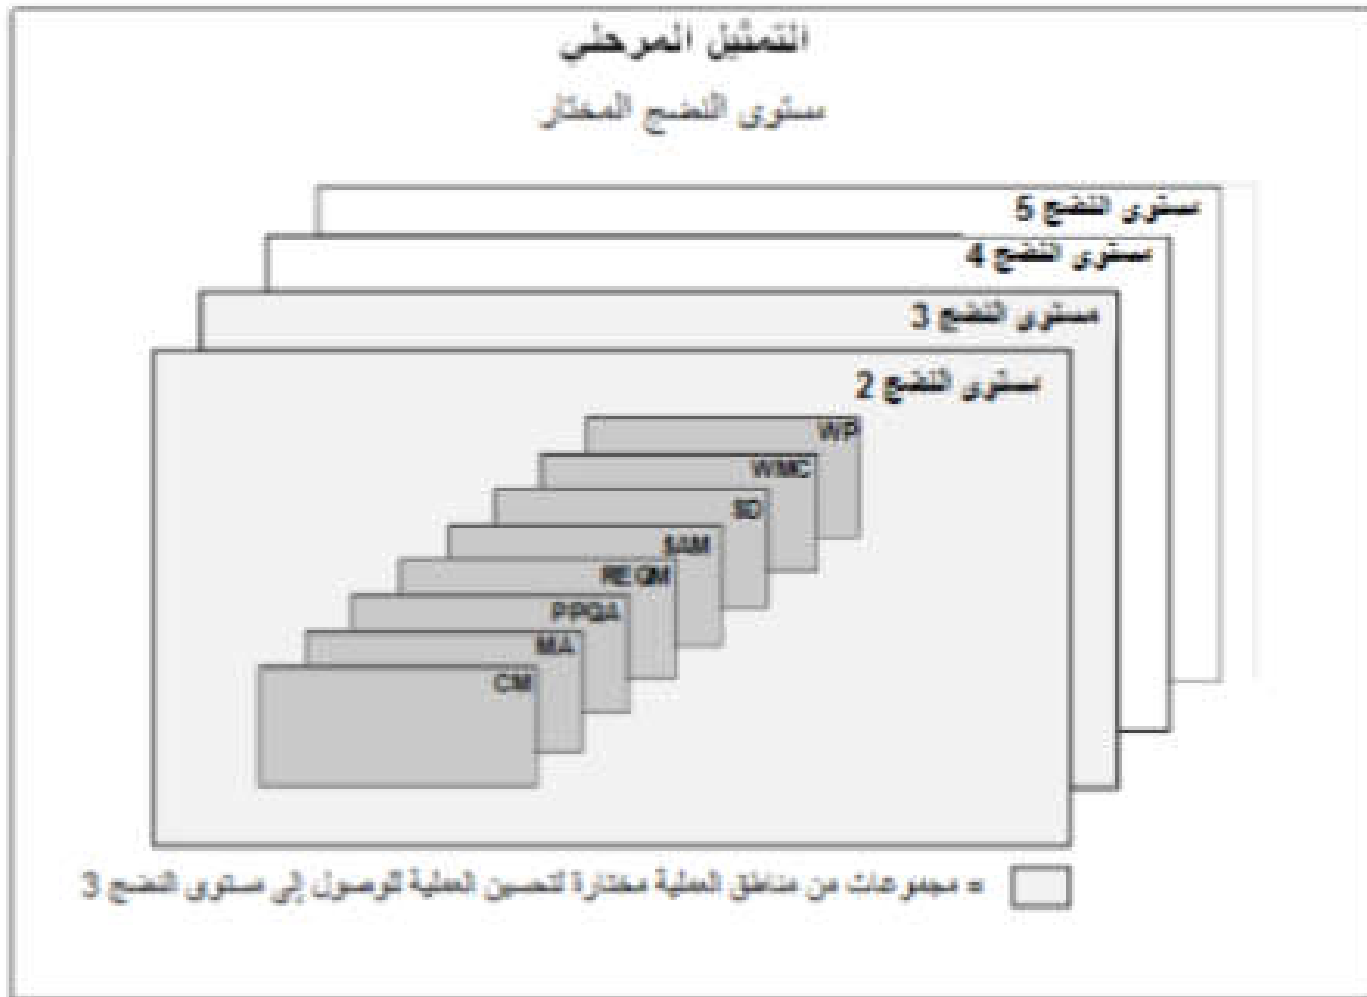 التمثيل المرحلي
مستوى النضج المختار
مستوى النضج 5
مستوى النضج 4
مستوى النضج 3
مستوى النضج 2
WP
WMC
SD
SAM
REQM
PPQA
MA
CM
= مجموعات من مناطق العملية مختارة لتحسين العملية للوصول إلى مستوى النضج 3